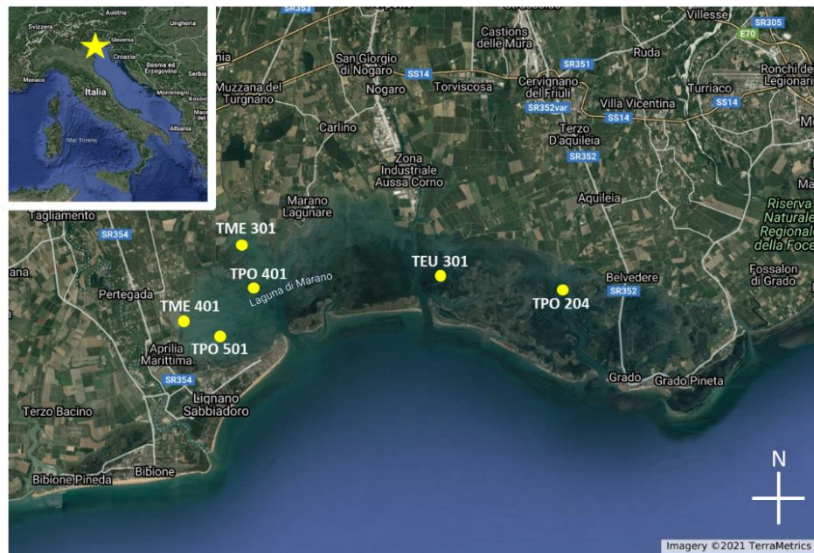 Svizzera
Austria
Ungheria
Slovenia
Croazia
Bosnia ed
Erzegovina
Serbia
Monaco
Italia
Montenegro
Albania
Mar Tirreno
SR353
Castions
delle Mura
Villesse
SR305
E70
Ruda
SR351
San Giorgio
di Nogaro
SS14
Torviscosa
Nogaro
Muzzana del
Turgnano
Cervignano
del Friuli
SR352var
Villa Vicentina
SS14
Turriaco
Ronchi dei
Legionari
SS14
Carlino
Terzo
D'aquileia
SR352
Zona
Industriale
Aussa Corno
Aquileia
Marano
Lagunare
Riserva
Naturale
Regionale
della Foce
Tagliamento
SR354
TME 301
TPO 401
Laguna di Marano
TEU 301
TPO 204
Belvedere
SR352
Fossalon
di Grado
Pertegada
TME 401
TPO 501
Aprilia
Marittima
SR354
Lignano
Sabbiadoro
Grado
Grado Pineta
Terzo Bacino
Bibione
Bibione Pineda
N
Imagery ©2021 TerraMetrics